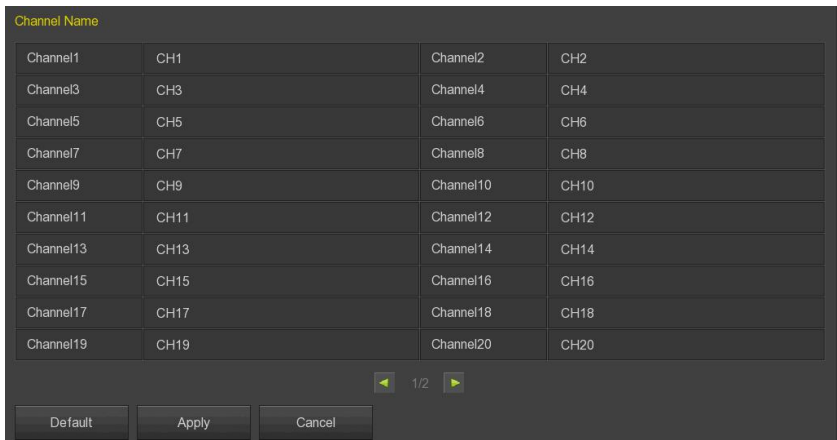 Channel Name
Channel1 CH1 Channel2 CH2
Channel3 CH3 Channel4 CH4
Channel5 CH5 Channel6 CH6
Channel7 CH7 Channel8 CH8
Channel9 CH9 Channel10 CH10
Channel11 CH11 Channel12 CH12
Channel13 CH13 Channel14 CH14
Channel15 CH15 Channel16 CH16
Channel17 CH17 Channel18 CH18
Channel19 CH19 Channel20 CH20
1/2
Default Apply Cancel